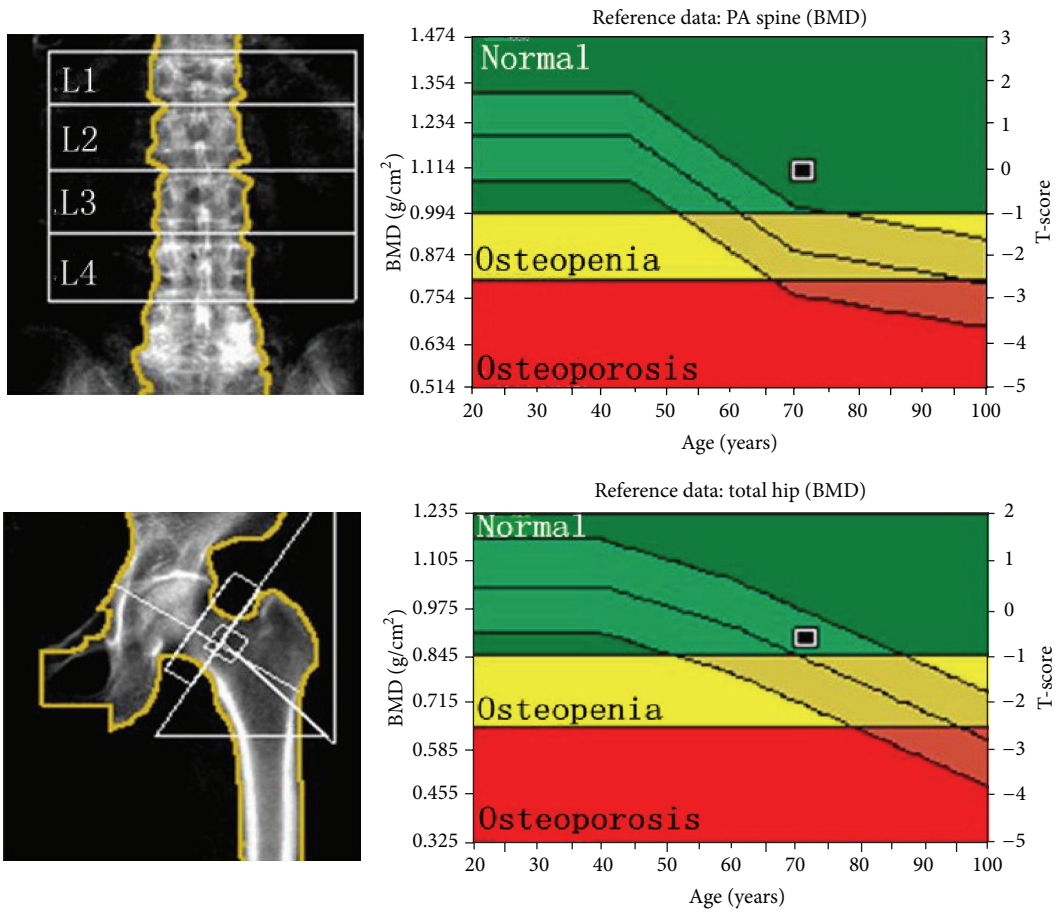 L1
L2
L3
L4
Reference data: PA spine (BMD)
Normal
Osteopenia
Osteoporosis
BMD (g/cm²)
1.474
1.354
1.234
1.114
0.994
0.874
0.754
0.634
0.514
3
2
1
0
−1
−2
−3
−4
−5
T-score
20 30 40 50 60 70 80 90 100
Age (years)
Reference data: total hip (BMD)
Normal
Osteopenia
Osteoporosis
BMD (g/cm²)
1.235
1.105
0.975
0.845
0.715
0.585
0.455
0.325
2
1
0
−1
−2
−3
−4
−5
T-score
20 30 40 50 60 70 80 90 100
Age (years)